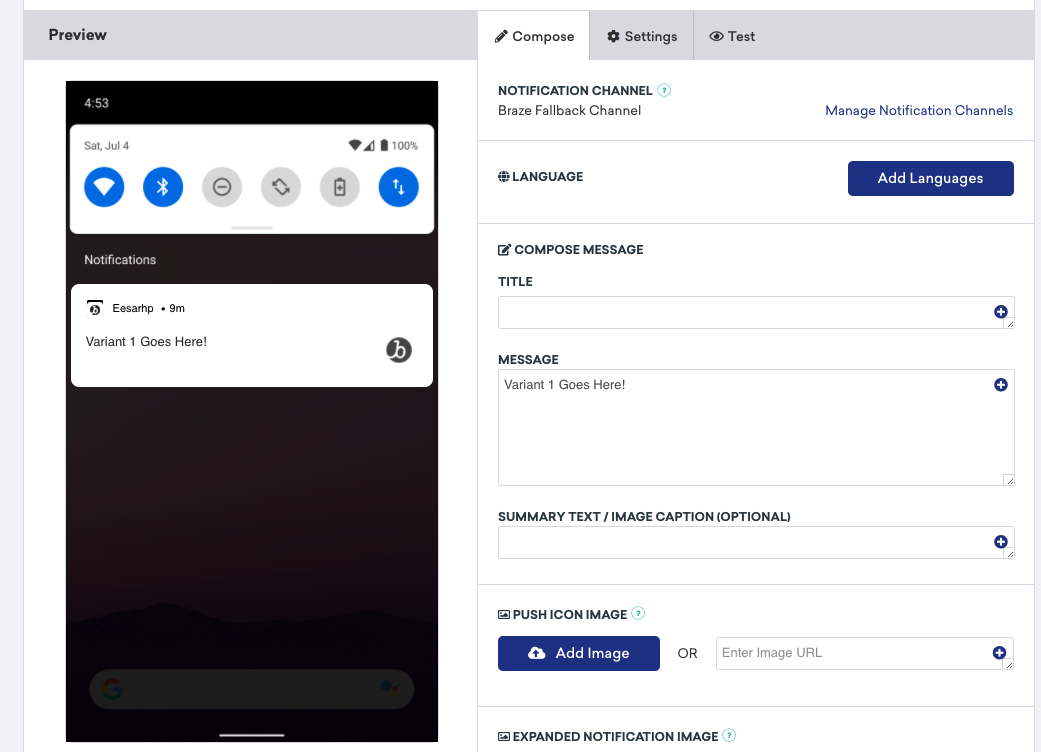 Preview
Compose
Settings
Test
4:53
Sat, Jul 4
100%
Notifications
Eesarhp • 9m
Variant 1 Goes Here!
NOTIFICATION CHANNEL ?
Braze Fallback Channel
Manage Notification Channels
LANGUAGE
Add Languages
COMPOSE MESSAGE
TITLE
MESSAGE
Variant 1 Goes Here!
SUMMARY TEXT / IMAGE CAPTION (OPTIONAL)
PUSH ICON IMAGE ?
Add Image
OR
Enter Image URL
EXPANDED NOTIFICATION IMAGE ?